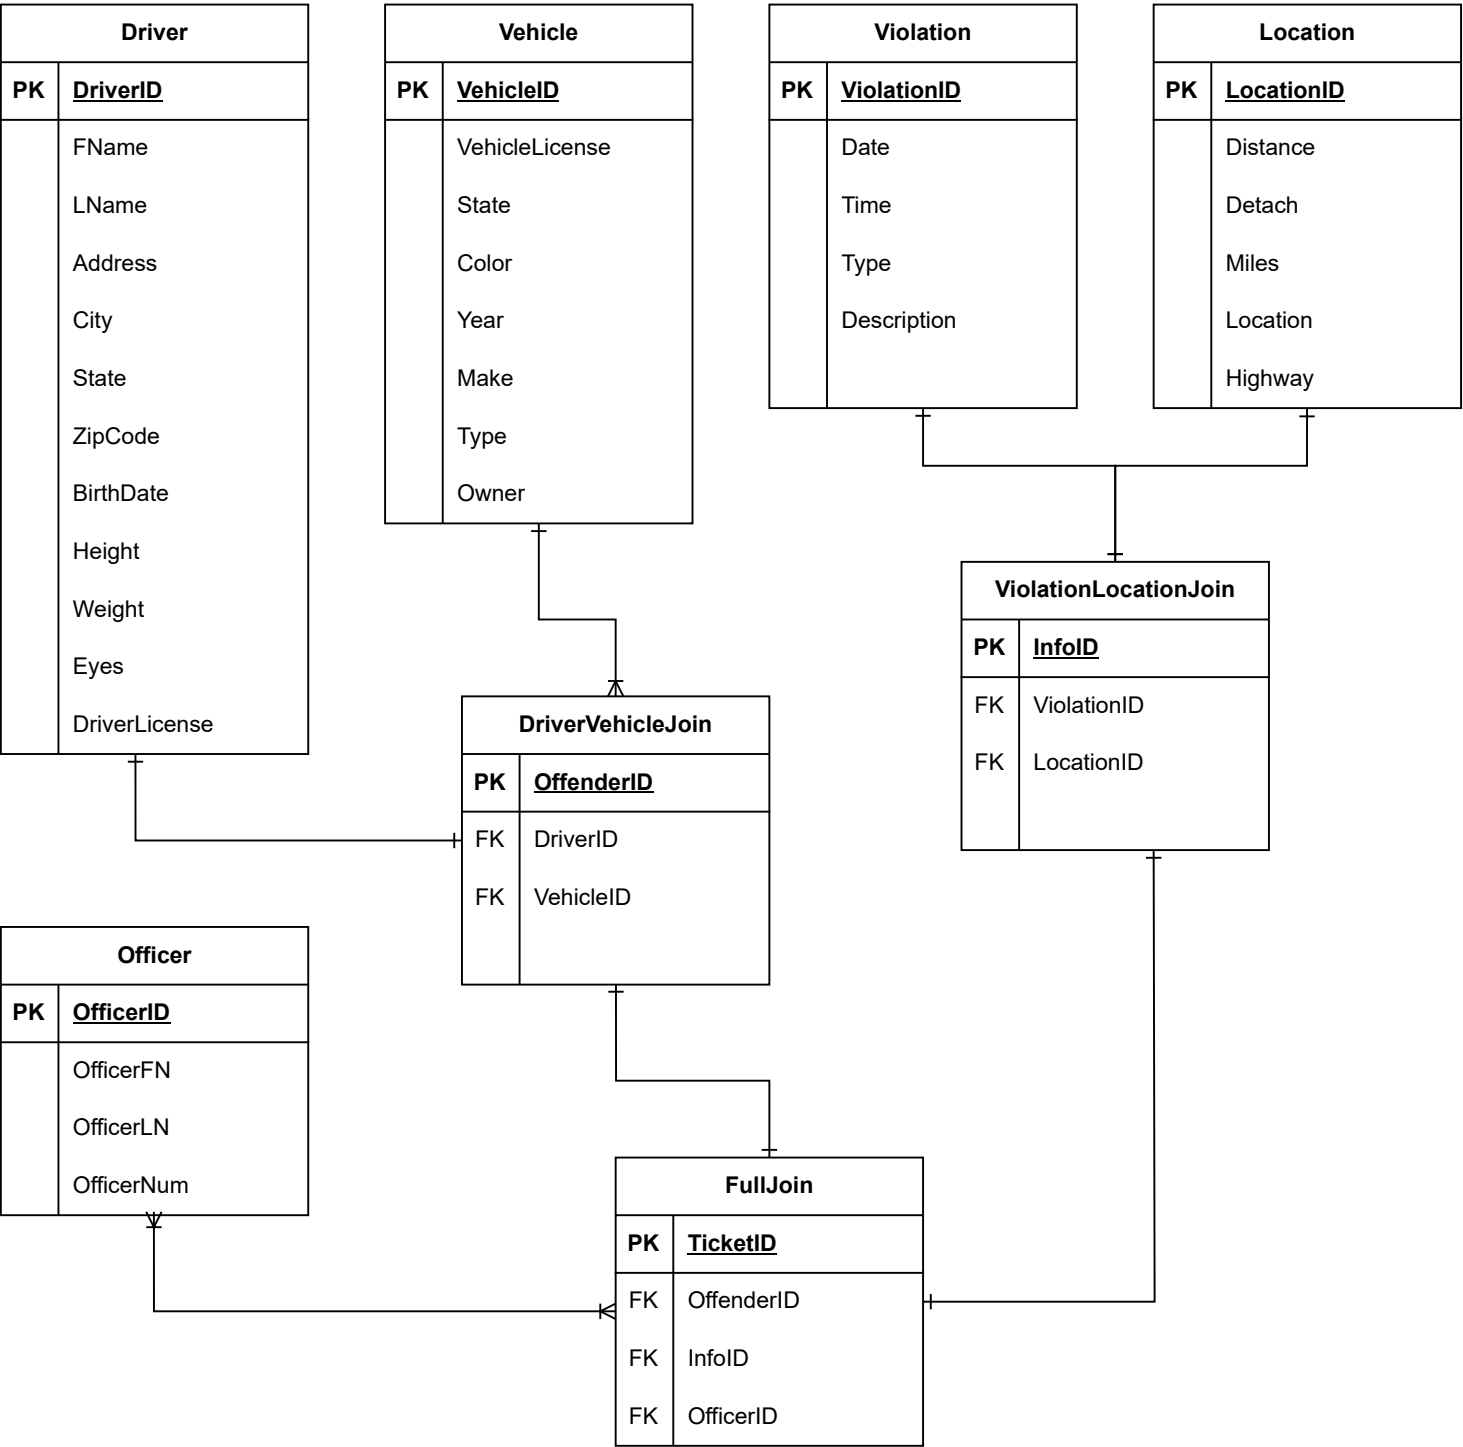 Driver
PK DriverID
FName
LName
Address
City
State
ZipCode
BirthDate
Height
Weight
Eyes
DriverLicense
Vehicle
PK VehicleID
VehicleLicense
State
Color
Year
Make
Type
Owner
Violation
PK ViolationID
Date
Time
Type
Description
Location
PK LocationID
Distance
Detach
Miles
Location
Highway
ViolationLocationJoin
PK InfoID
FK ViolationID
FK LocationID
DriverVehicleJoin
PK OffenderID
FK DriverID
FK VehicleID
Officer
PK OfficerID
OfficerFN
OfficerLN
OfficerNum
FullJoin
PK TicketID
FK OffenderID
FK InfoID
FK OfficerID